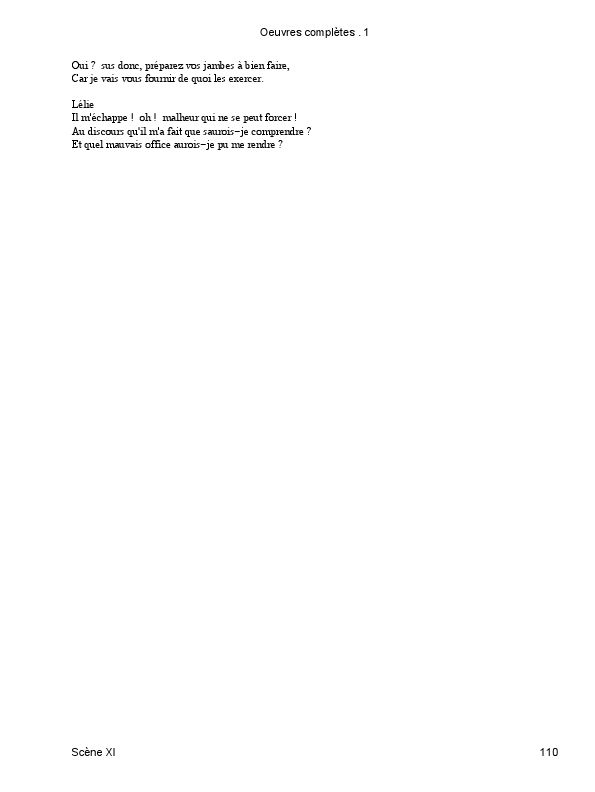 Oeuvres complètes . 1
Oui ?  sus donc, préparez vos jambes à bien faire,
Car je vais vous fournir de quoi les exercer.
Lélie
Il m'échappe !  oh !  malheur qui ne se peut forcer !
Au discours qu'il m'a fait que saurois−je comprendre ?
Et quel mauvais office aurois−je pu me rendre ?
Scène XI
110